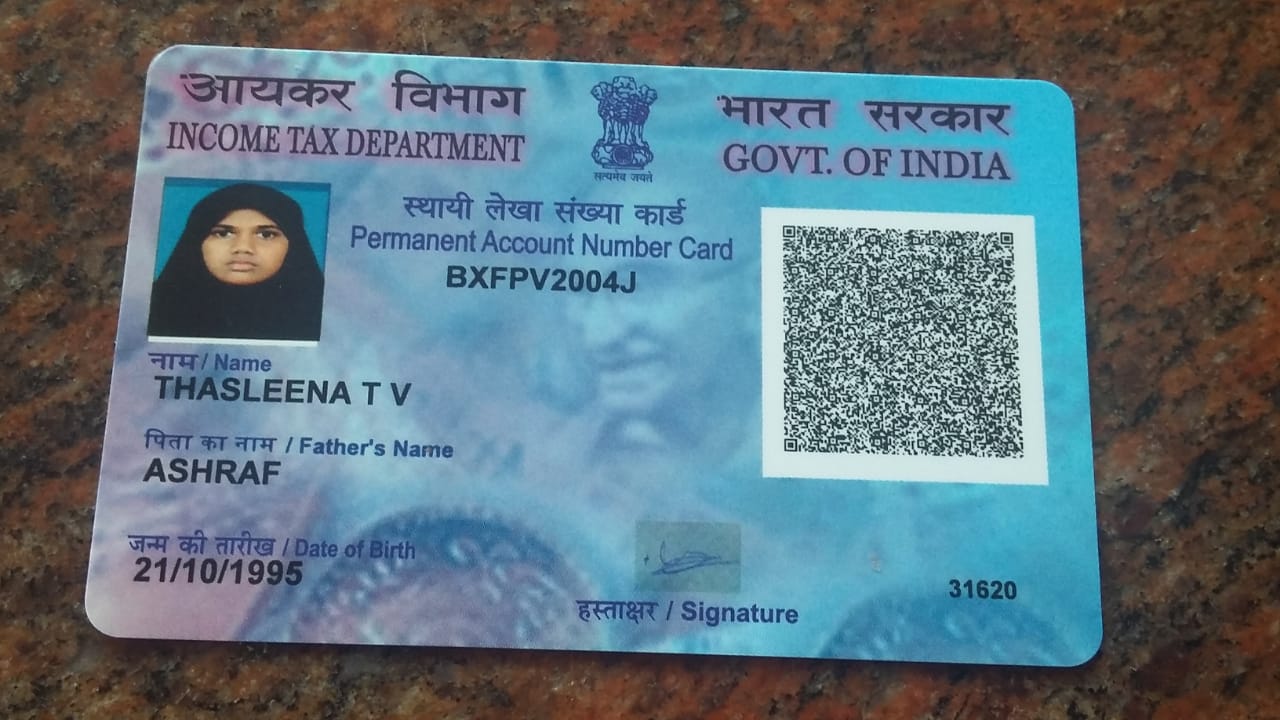 आयकर विभाग
INCOME TAX DEPARTMENT
सत्यमेव जयते
भारत सरकार
GOVT. OF INDIA
स्थायी लेखा संख्या कार्ड
Permanent Account Number Card
BXFPV2004J
नाम / Name
THASLEENA T V
पिता का नाम / Father's Name
ASHRAF
जन्म की तारीख / Date of Birth
21/10/1995
हस्ताक्षर / Signature
31620